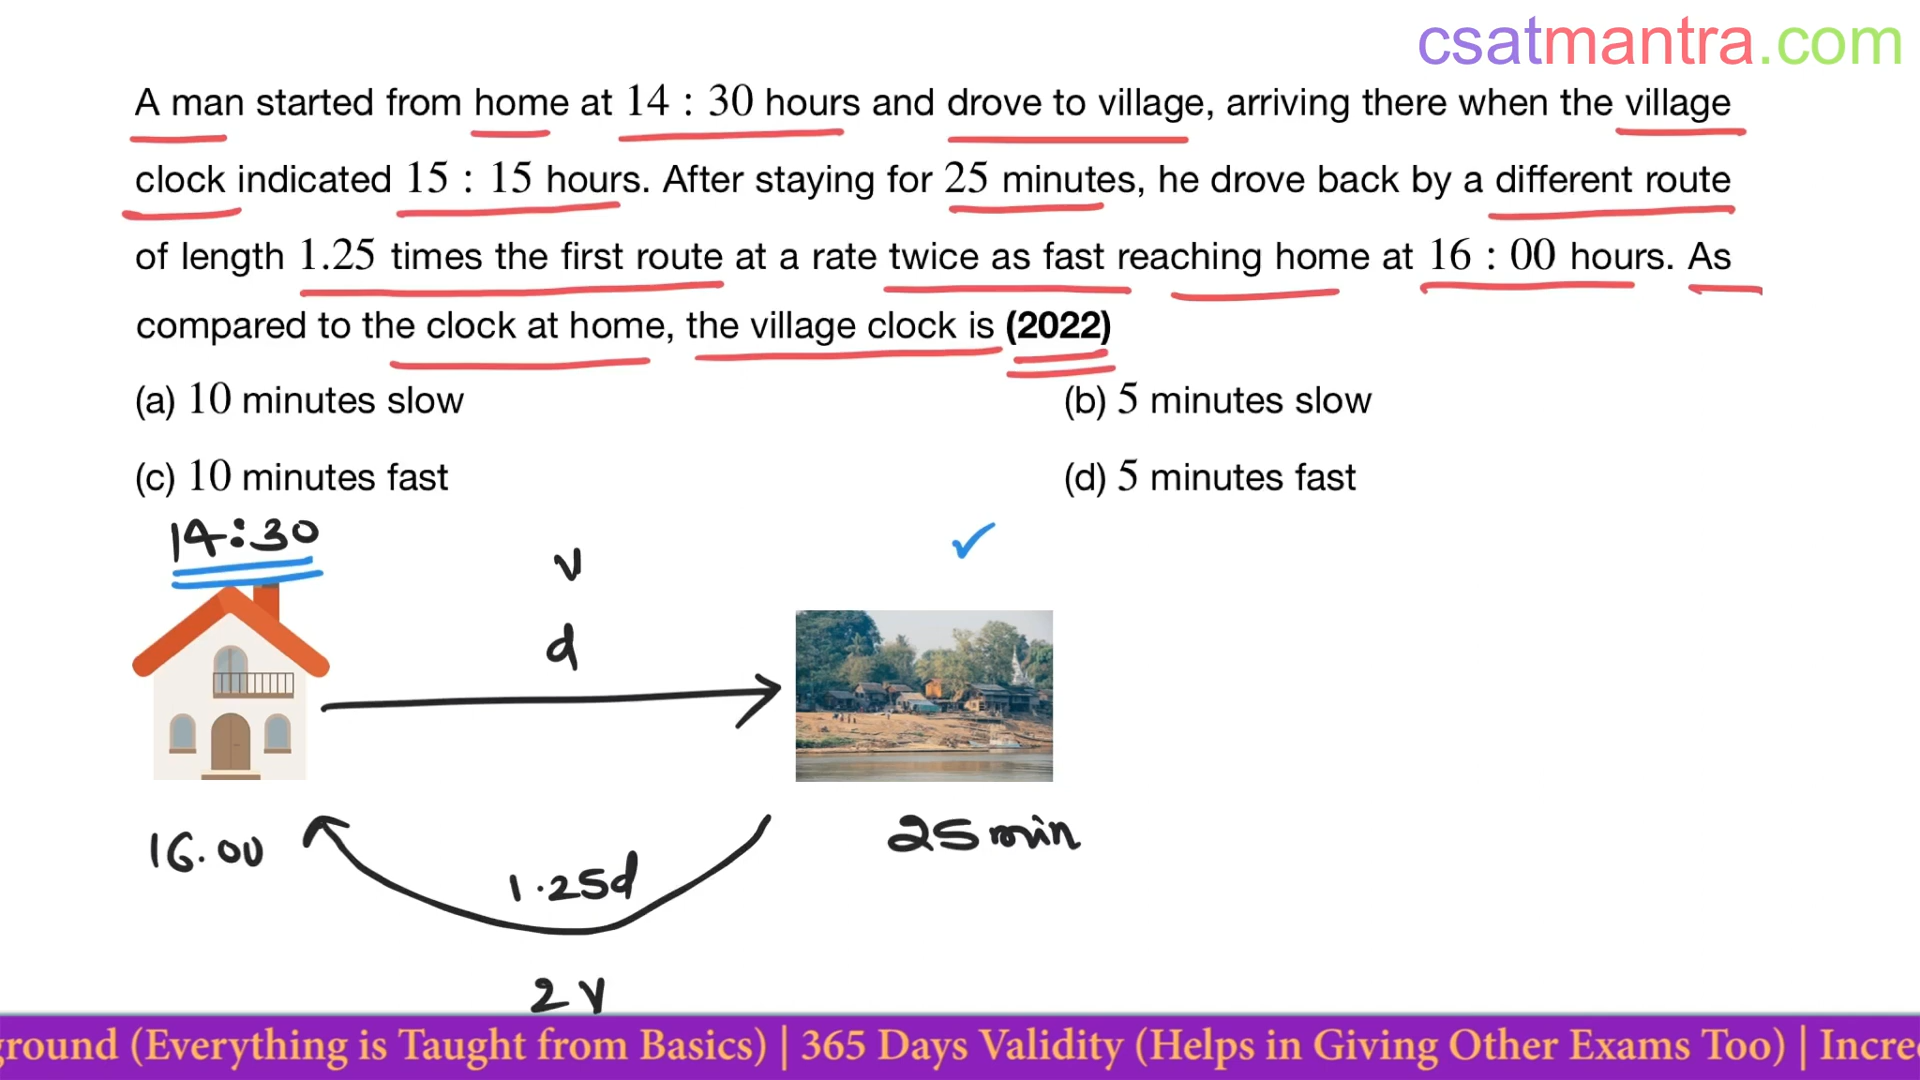 csatmantra.com
A man started from home at 14 : 30 hours and drove to village, arriving there when the village
clock indicated 15 : 15 hours. After staying for 25 minutes, he drove back by a different route
of length 1.25 times the first route at a rate twice as fast reaching home at 16 : 00 hours. As
compared to the clock at home, the village clock is (2022)
(a) 10 minutes slow (b) 5 minutes slow
(c) 10 minutes fast (d) 5 minutes fast
14:30
v
d
16.00
25 min
1.25d
2v
ground (Everything is Taught from Basics) | 365 Days Validity (Helps in Giving Other Exams Too) | Incre